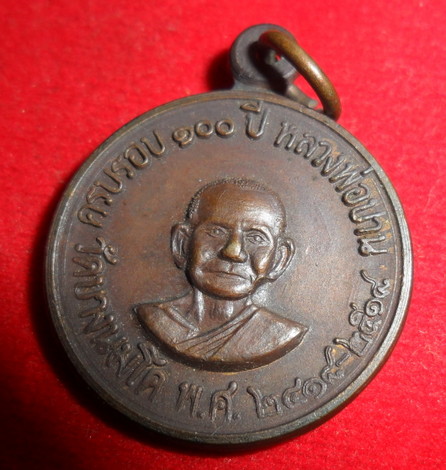 ครบรอบ ๑๐๐ ปี หลวงพ่อปาน
วัดบางนมโค พ.ศ. ๒๔๑๙-๒๕๑๙